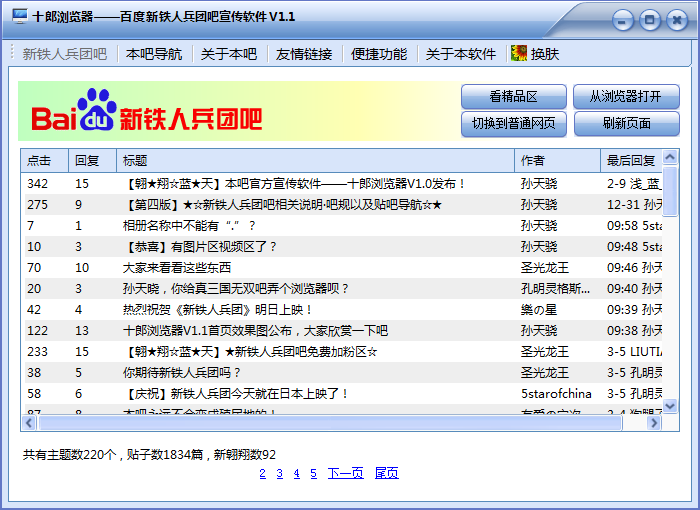 十郎浏览器——百度新铁人兵团吧宣传软件 V1.1
新铁人兵团吧 本吧导航 关于本吧 友情链接 便捷功能 关于本软件 换肤
Bai du 新铁人兵团吧
看精品区 从浏览器打开
切换到普通网页 刷新页面
点击 回复 标题 作者 最后回复
342 15 【翱★翔☆蓝★天】本吧官方宣传软件——十郎浏览器V1.0发布！ 孙天骁 2-9 浅_蓝_
275 9 【第四版】★☆新铁人兵团吧相关说明·吧规以及贴吧导航☆★ 孙天骁 12-31 孙天
7 1 相册名称中不能有“.”？ 孙天骁 09:58 5sta
10 3 【恭喜】有图片区视频区了？ 孙天骁 09:48 5sta
70 10 大家来看看这些东西 圣光龙王 09:46 孙天
20 3 孙天晓，你给真三国无双吧弄个浏览器呗？ 孔明灵格斯... 09:40 孙天
42 4 热烈祝贺《新铁人兵团》明日上映！ 樂の星 09:39 孙天
122 13 十郎浏览器V1.1首页效果图公布，大家欣赏一下吧 孙天骁 09:38 孙天
233 15 【翱★翔☆蓝★天】★新铁人兵团吧免费加粉区☆ 圣光龙王 3-5 LIUTIA
38 5 你期待新铁人兵团吗？ 圣光龙王 3-5 孔明灵
58 6 【庆祝】新铁人兵团今天就在日本上映了！ 5starofchina 3-5 孔明灵
87 8
共有主题数220个，贴子数1834篇，新翱翔数92
2 3 4 5 下一页 尾页